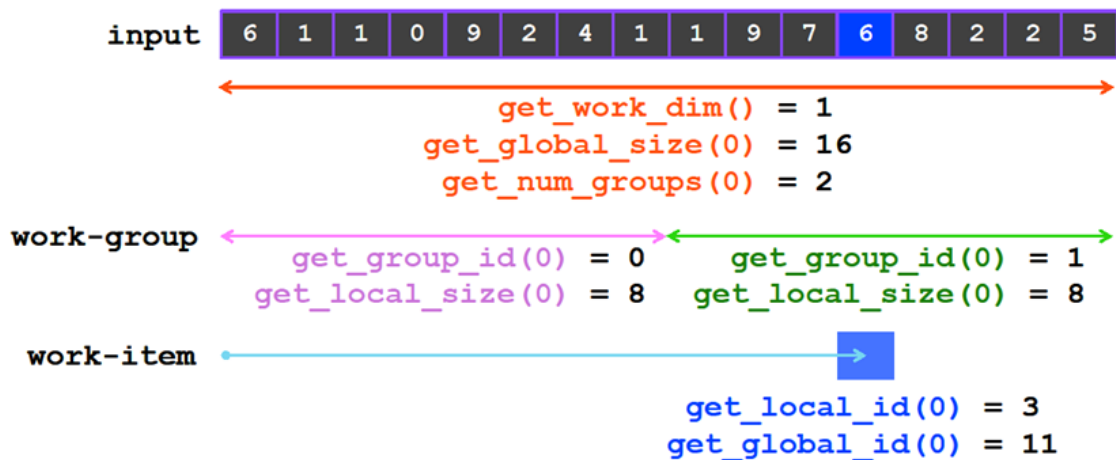 input 6 1 1 0 9 2 4 1 1 9 7 6 8 2 2 5
get_work_dim() = 1
get_global_size(0) = 16
get_num_groups(0) = 2
work-group
get_group_id(0) = 0 get_group_id(0) = 1
get_local_size(0) = 8 get_local_size(0) = 8
work-item
get_local_id(0) = 3
get_global_id(0) = 11